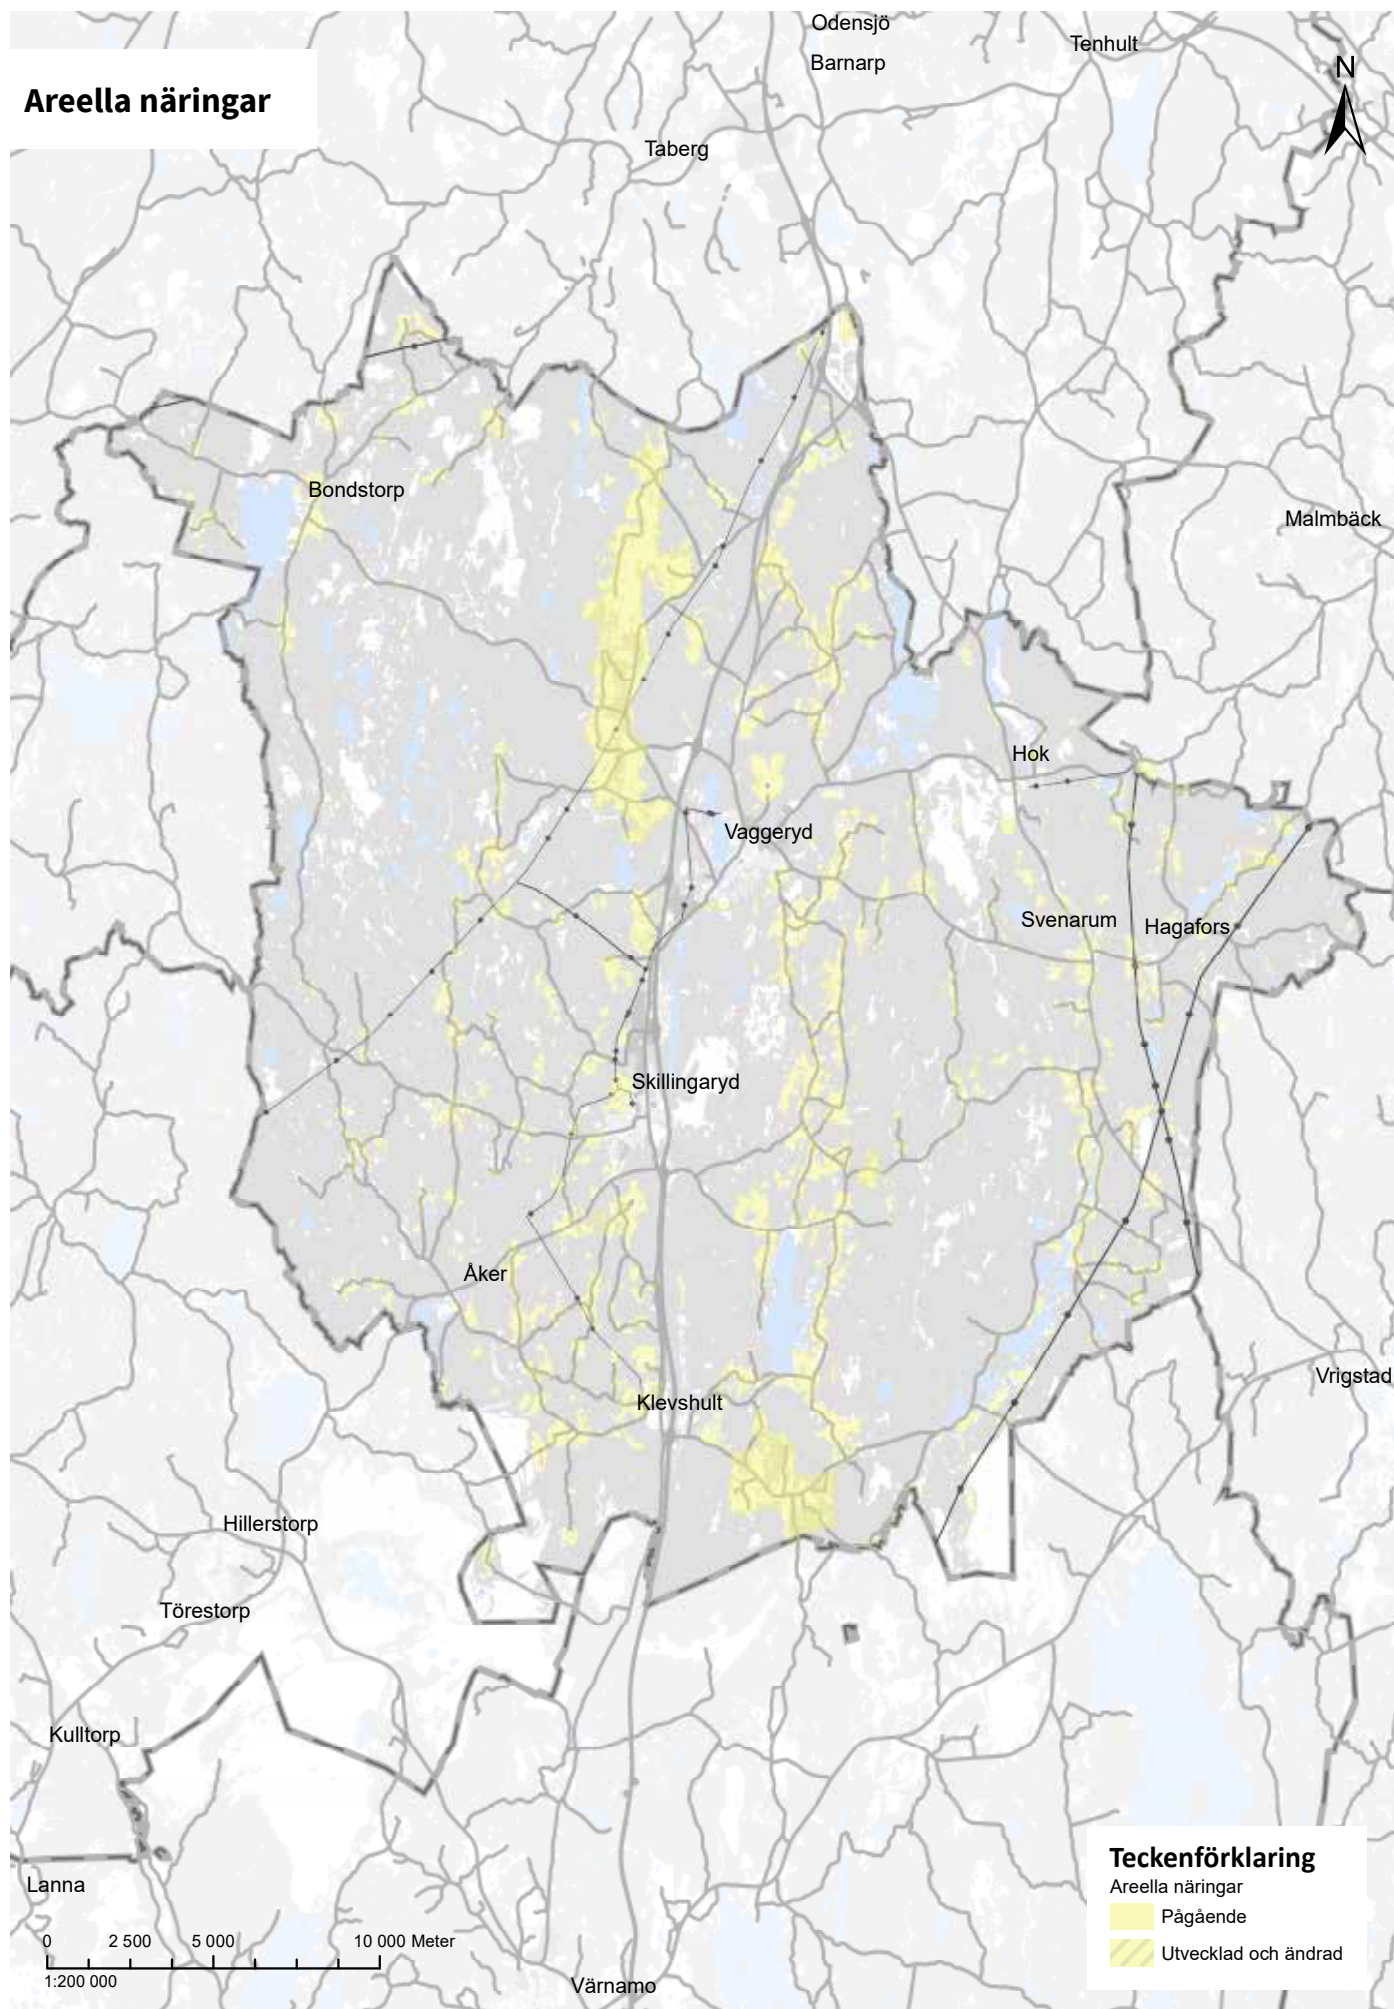 Odensjö
Tenhult
Barnarp
N
Areella näringar
Taberg
Bondstorp
Malmbäck
Hok
Vaggeryd
Svenarum
Hagafors
Skillingaryd
Åker
Vrigstad
Klevshult
Hillerstorp
Törestorp
Kulltorp
Lanna
Teckenförklaring
Areella näringar
Pågående
Utvecklad och ändrad
0 2 500 5 000 10 000 Meter
1:200 000
Värnamo